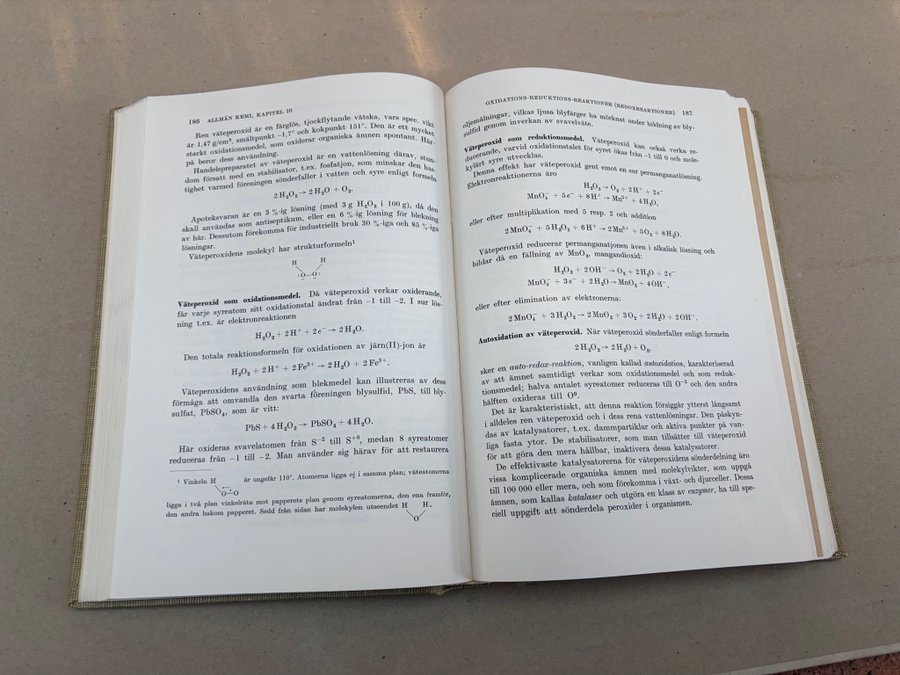 186 ALLMÄN KEMI, KAPITEL 10
Ren väteperoxid är en färglös, tjockflytande vätska, vars spec. vikt
är 1,47 g/cm³, smältpunkt −1,7° och kokpunkt 151°. Den är ett mycket
starkt oxidationsmedel, som oxiderar organiska ämnen spontant. Här-
på beror dess användning.
Handelspreparatet av väteperoxid är en vattenlösning därav, stun-
dom försatt med en stabilisator, t.ex. fosfatjon, som minskar den has-
tighet varmed föreningen sönderfaller i vatten och syre enligt formeln
2 H₂O₂ → 2 H₂O + O₂.
Apoteksvaran är en 3 %-ig lösning (med 3 g H₂O₂ i 100 g), då den
skall användas som antiseptikum, eller en 6 %-ig lösning för blekning
av hår. Dessutom förekomma för industriellt bruk 30 %-iga och 85 %-iga
lösningar.
Väteperoxidens molekyl har strukturformeln¹
H H
:O—O:
Väteperoxid som oxidationsmedel. Då väteperoxid verkar oxiderande,
får varje syreatom sitt oxidationstal ändrat från −1 till −2. I sur lös-
ning t.ex. är elektronreaktionen
H₂O₂ + 2 H⁺ + 2 e⁻ → 2 H₂O.
Den totala reaktionsformeln för oxidationen av järn(II)-jon är
H₂O₂ + 2 H⁺ + 2 Fe²⁺ → 2 H₂O + 2 Fe³⁺.
Väteperoxidens användning som blekmedel kan illustreras av dess
förmåga att omvandla den svarta föreningen blysulfid, PbS, till bly-
sulfat, PbSO₄, som är vitt:
PbS + 4 H₂O₂ → PbSO₄ + 4 H₂O.
Här oxideras svavelatomen från S⁻² till S⁺⁶, medan 8 syreatomer
reduceras från −1 till −2. Man använder sig härav för att restaurera
¹ Vinkeln H är ungefär 110°. Atomerna ligga ej i samma plan; väteatomerna
O—O
ligga i två plan vinkelräta mot papperets plan genom syreatomerna, den ena framför,
den andra bakom papperet. Sedd från sidan har molekylen utseendet H H
O
OXIDATIONS-REDUKTIONS-REAKTIONER (REDOXREAKTIONER) 187
oljemålningar, vilkas ljusa blyfärger ha mörknat under bildning av bly-
sulfid genom inverkan av svavelväte.
Väteperoxid som reduktionsmedel. Väteperoxid kan också verka re-
ducerande, varvid oxidationstalet för syret ökas från −1 till 0 och mole-
kylärt syre utvecklas.
Denna effekt har väteperoxid gent emot en sur permanganatlösning.
Elektronreaktionerna äro
H₂O₂ → O₂ + 2 H⁺ + 2 e⁻
MnO₄⁻ + 5 e⁻ + 8 H⁺ → Mn²⁺ + 4 H₂O,
eller efter multiplikation med 5 resp. 2 och addition
2 MnO₄⁻ + 5 H₂O₂ + 6 H⁺ → 2 Mn²⁺ + 5 O₂ + 8 H₂O.
Väteperoxid reducerar permanganatjonen även i alkalisk lösning och
bildar då en fällning av MnO₂, mangandioxid:
H₂O₂ + 2 OH⁻ → O₂ + 2 H₂O + 2 e⁻
MnO₄⁻ + 3 e⁻ + 2 H₂O → MnO₂ + 4 OH⁻,
eller efter elimination av elektronerna:
2 MnO₄⁻ + 3 H₂O₂ → 2 MnO₂ + 3 O₂ + 2 H₂O + 2 OH⁻.
Autoxidation av väteperoxid. När väteperoxid sönderfaller enligt formeln
2 H₂O₂ → 2 H₂O + O₂,
sker en auto-redox-reaktion, vanligen kallad autoxidation, karakteriserad
av att ämnet samtidigt verkar som oxidationsmedel och som reduk-
tionsmedel; halva antalet syreatomer reduceras till O⁻² och den andra
hälften oxideras till O⁰.
Det är karakteristiskt, att denna reaktion försiggår ytterst långsamt
i alldeles ren väteperoxid och i dess rena vattenlösningar. Den påskyn-
das av katalysatorer, t.ex. dammpartiklar och aktiva punkter på van-
liga fasta ytor. De stabilisatorer, som man tillsätter till väteperoxid
för att göra den mera hållbar, inaktivera dessa katalysatorer.
De effektivaste katalysatorerna för väteperoxidens sönderdelning äro
vissa komplicerade organiska ämnen med molekylvikter, som uppgå
till 100 000 eller mera, och som förekomma i växt- och djurceller. Dessa
ämnen, som kallas katalaser och utgöra en klass av enzymer, ha till spe-
ciell uppgift att sönderdela peroxider i organismen.